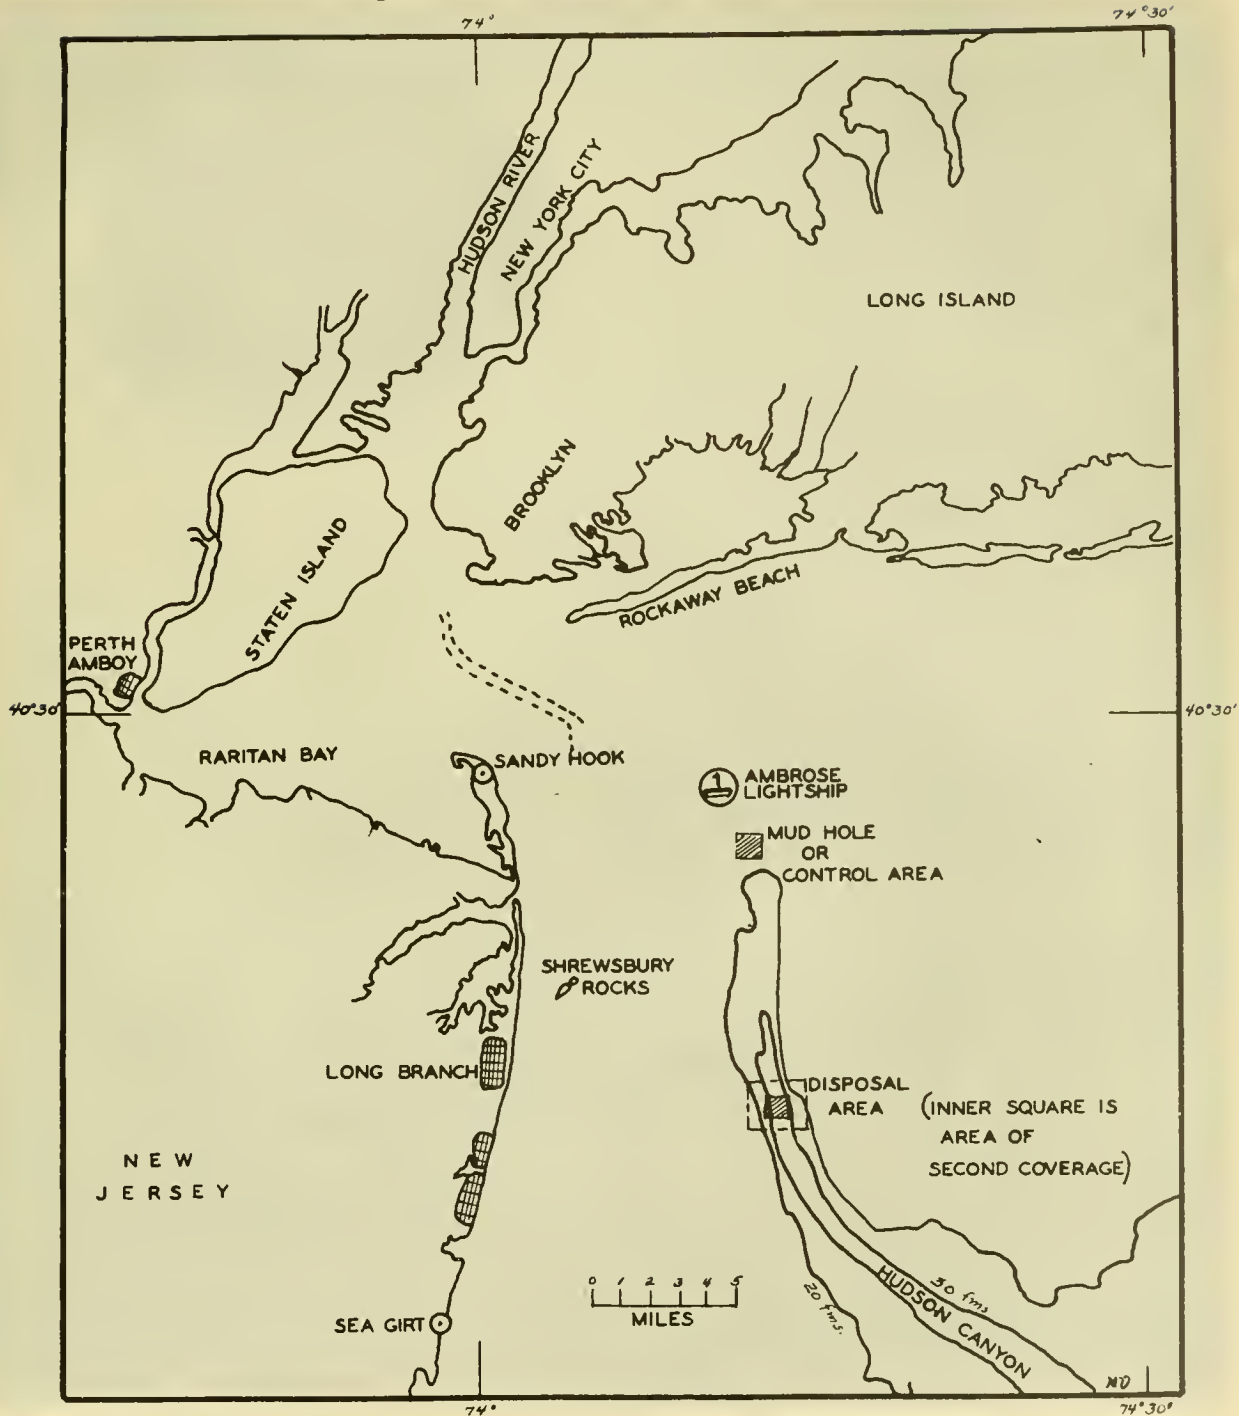 74°
74°30'
HUDSON RIVER
NEW YORK CITY
LONG ISLAND
BROOKLYN
STATEN ISLAND
ROCKAWAY BEACH
PERTH
AMBOY
40°30'
40°30'
RARITAN BAY
SANDY HOOK
1
AMBROSE
LIGHTSHIP
MUD HOLE
OR
CONTROL AREA
SHREWSBURY
ROCKS
LONG BRANCH
DISPOSAL
AREA
(INNER SQUARE IS
AREA OF
SECOND COVERAGE)
NEW
JERSEY
0 1 2 3 4 5
MILES
SEA GIRT
20 fms.
30 fms.
HUDSON CANYON
74°
74°30'